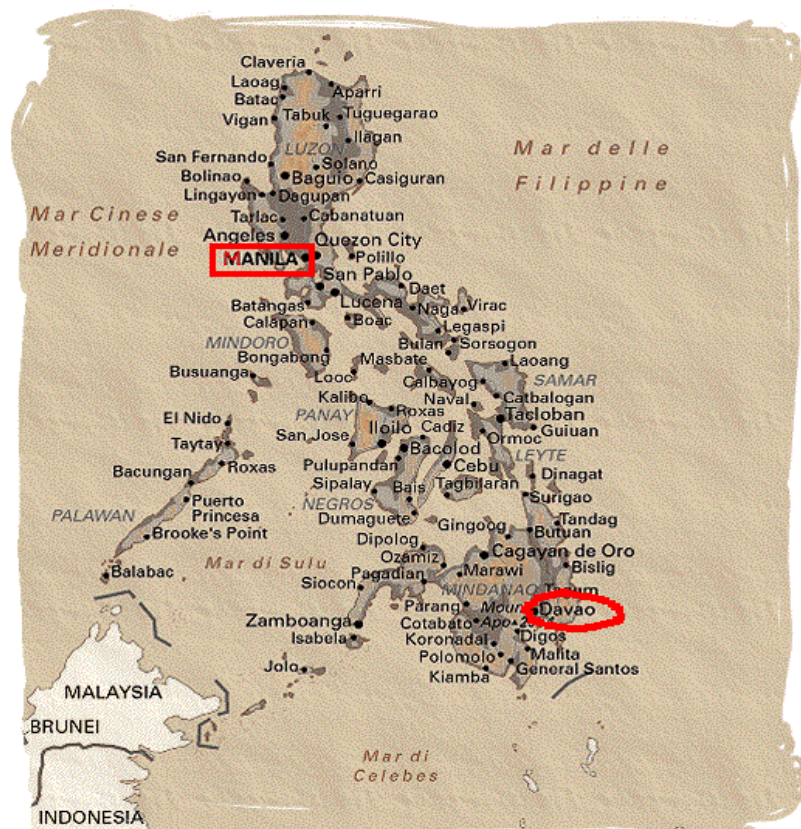 Claveria
Laoag
Aparri
Batac
Tabuk
Tuguegarao
Vigan
Ilagan
LUZON
San Fernando
Solano
Bolinao
Baguio
Casiguran
Lingayen
Dagupan
Mar delle
Filippine
Mar Cinese
Meridionale
Tarlac
Cabanatuan
Angeles
Quezon City
MANILA
Polillo
San Pablo
Daet
Lucena
Naga
Virac
Batangas
Boac
Calapan
Legaspi
MINDORO
Bulan
Sorsogon
Bongabong
Masbate
Laoang
Busuanga
Looc
Calbayog
SAMAR
Kalibo
Naval
Catbalogan
PANAY
Roxas
Tacloban
El Nido
Iloilo
Cadiz
Guiuan
San Jose
Ormoc
Taytay
Bacolod
LEYTE
Bacungan
Roxas
Pulupandan
Cebu
Dinagat
Sipalay
Bais
Tagbilaran
Puerto
Princesa
NEGROS
Surigao
PALAWAN
Dumaguete
Gingoog
Tandag
Brooke's Point
Dipolog
Butuan
Mar di Sulu
Ozamiz
Cagayan de Oro
Balabac
Pagadian
Marawi
Bislig
Siocon
MINDANAO
Tagum
Parang
Davao
Zamboanga
Cotabato
Apo
Isabela
Koronadal
Digos
Jolo
Polomolo
Malita
Kiamba
General Santos
MALAYSIA
BRUNEI
Mar di
Celebes
INDONESIA